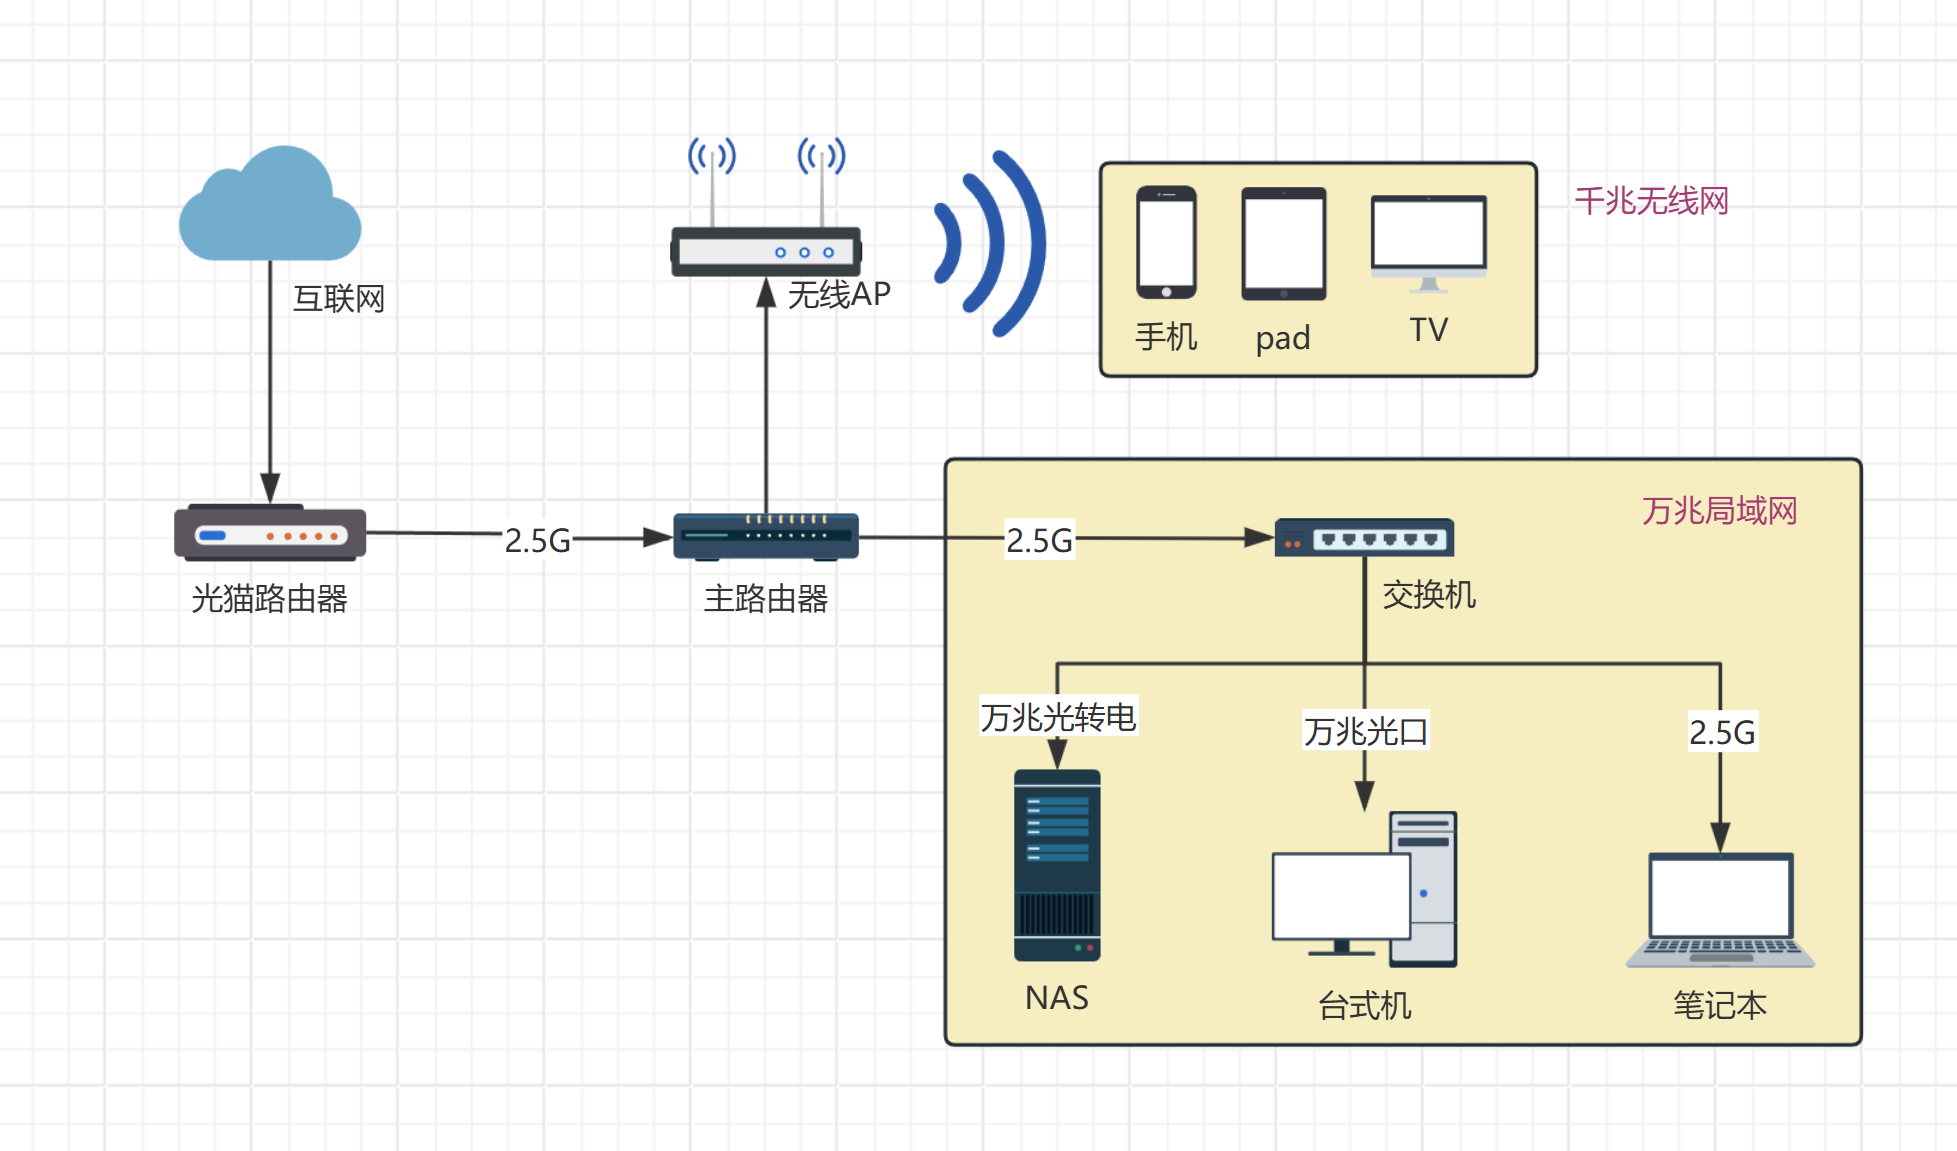 千兆无线网
互联网
无线AP
手机
pad
TV
万兆局域网
2.5G
2.5G
光猫路由器
主路由器
交换机
万兆光转电
万兆光口
2.5G
NAS
台式机
笔记本